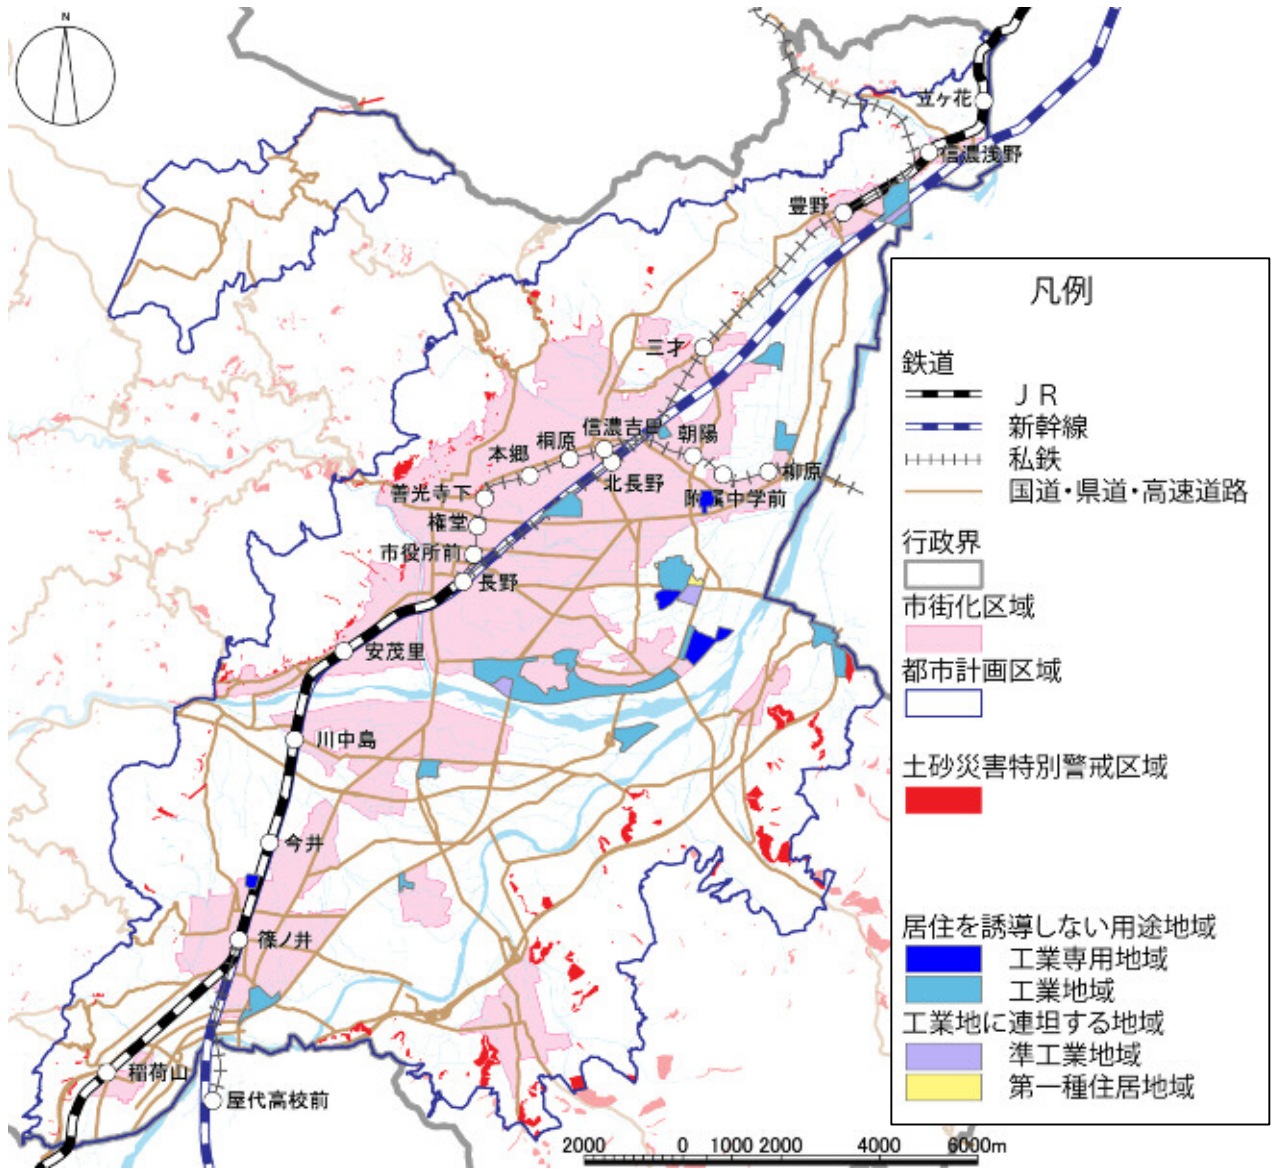 N
立ヶ花
信濃浅野
豊野
三才
信濃吉田
朝陽
桐原
本郷
北長野
柳原
善光寺下
附属中学前
権堂
市役所前
長野
安茂里
川中島
今井
篠ノ井
稲荷山
屋代高校前
凡例
鉄道
ＪＲ
新幹線
私鉄
国道・県道・高速道路
行政界
市街化区域
都市計画区域
土砂災害特別警戒区域
居住を誘導しない用途地域
工業専用地域
工業地域
工業地に連坦する地域
準工業地域
第一種住居地域
2000 0 1000 2000 4000 6000m